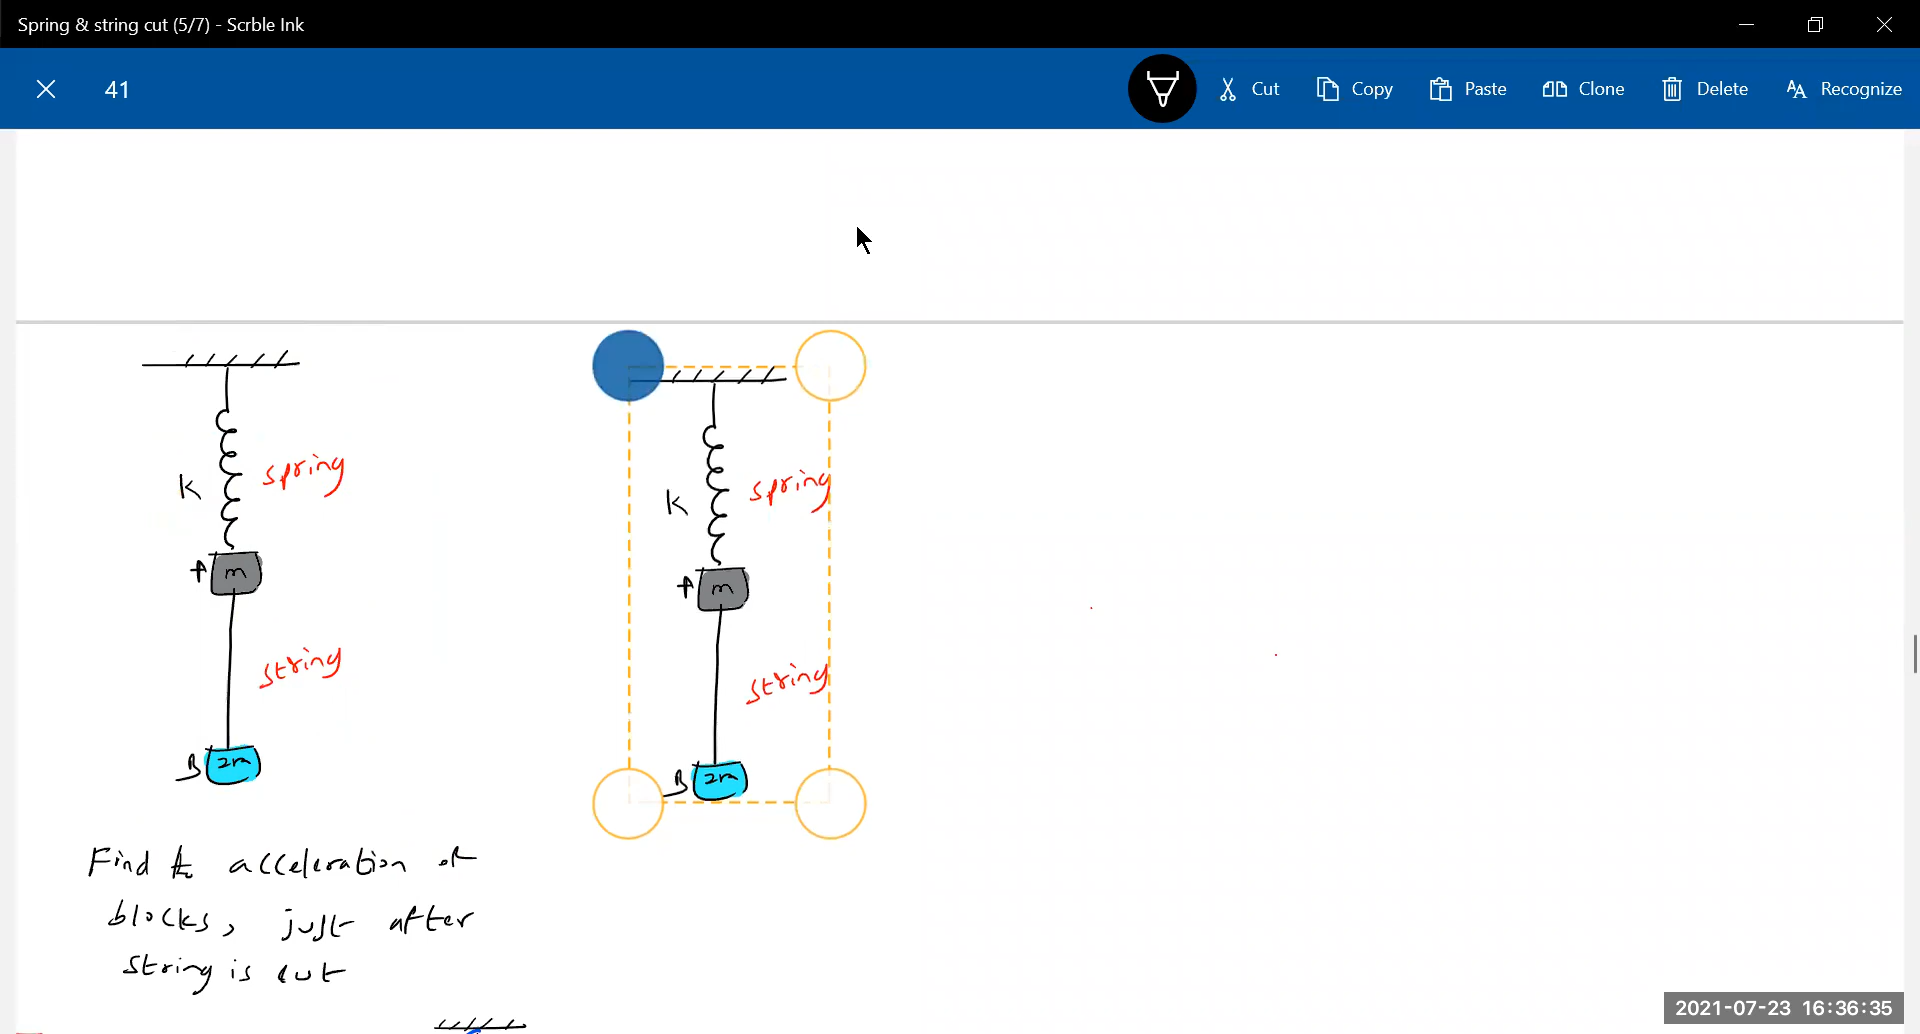 Spring & string cut (5/7) - Scrble Ink
41
Cut
Copy
Paste
Clone
Delete
Recognize
K
spring
A
m
string
B
2m
K
spring
A
m
string
B
2m
Find the acceleration of
blocks, just after
string is cut
2021-07-23 16:36:35